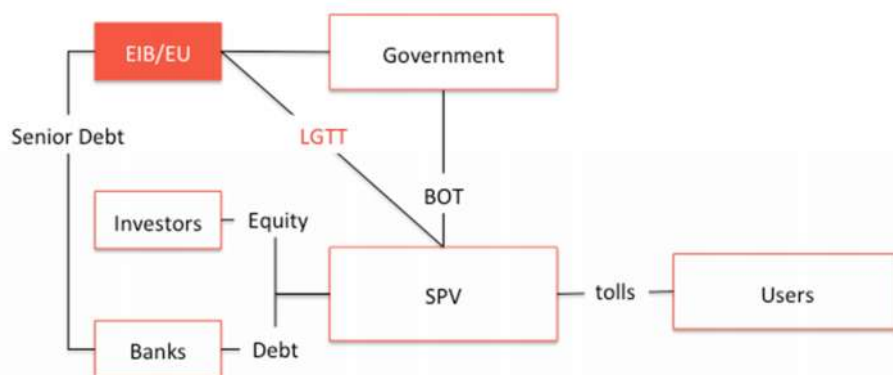 EIB/EU
Government
Senior Debt
LGTT
BOT
Investors
Equity
SPV
tolls
Users
Banks
Debt